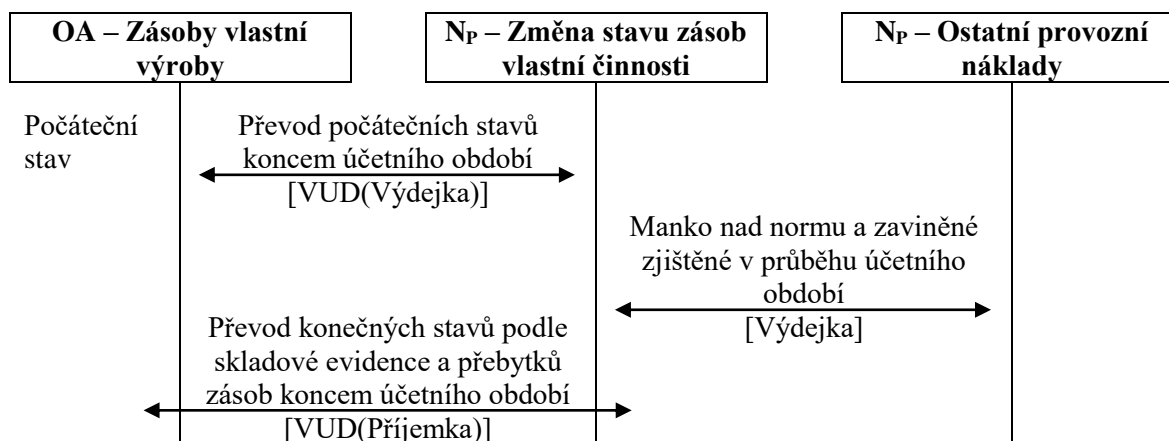 OA – Zásoby vlastní
výroby
NP – Změna stavu zásob
vlastní činnosti
NP – Ostatní provozní
náklady
Počáteční
stav
Převod počátečních stavů
koncem účetního období
[VUD(Výdejka)]
Manko nad normu a zaviněné
zjištěné v průběhu účetního
období
[Výdejka]
Převod konečných stavů podle
skladové evidence a přebytků
zásob koncem účetního období
[VUD(Příjemka)]